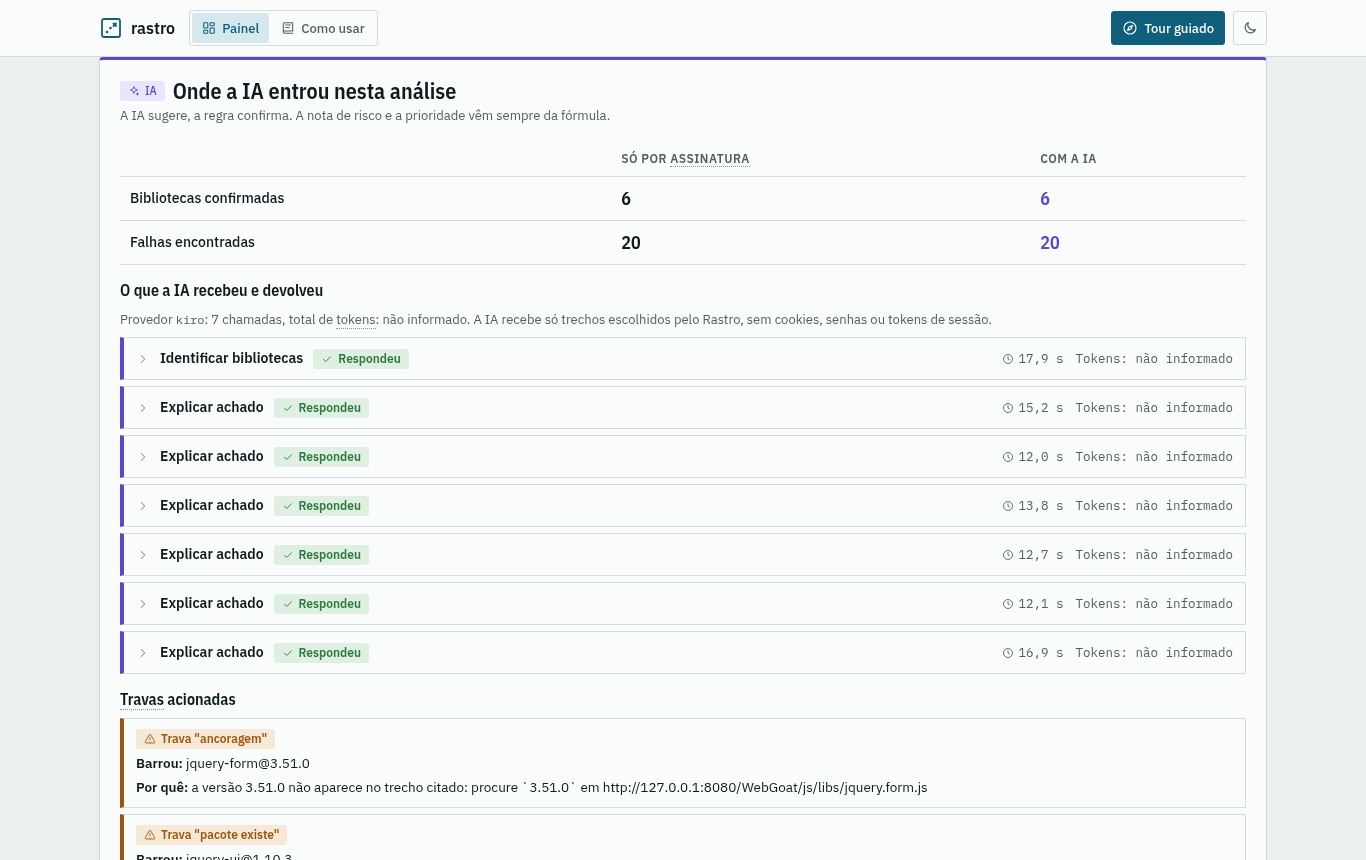 rastro
Painel
Como usar
Tour guiado
IA
Onde a IA entrou nesta análise
A IA sugere, a regra confirma. A nota de risco e a prioridade vêm sempre da fórmula.
SÓ POR ASSINATURA
COM A IA
Bibliotecas confirmadas
6
6
Falhas encontradas
20
20
O que a IA recebeu e devolveu
Provedor kiro: 7 chamadas, total de tokens: não informado. A IA recebe só trechos escolhidos pelo Rastro, sem cookies, senhas ou tokens de sessão.
Identificar bibliotecas Respondeu 17,9 s Tokens: não informado
Explicar achado Respondeu 15,2 s Tokens: não informado
Explicar achado Respondeu 12,0 s Tokens: não informado
Explicar achado Respondeu 13,8 s Tokens: não informado
Explicar achado Respondeu 12,7 s Tokens: não informado
Explicar achado Respondeu 12,1 s Tokens: não informado
Explicar achado Respondeu 16,9 s Tokens: não informado
Travas acionadas
Trava "ancoragem"
Barrou: jquery-form@3.51.0
Por quê: a versão 3.51.0 não aparece no trecho citado: procure `3.51.0` em http://127.0.0.1:8080/WebGoat/js/libs/jquery.form.js
Trava "pacote existe"
Barrou: jquery-ui@1.10.3